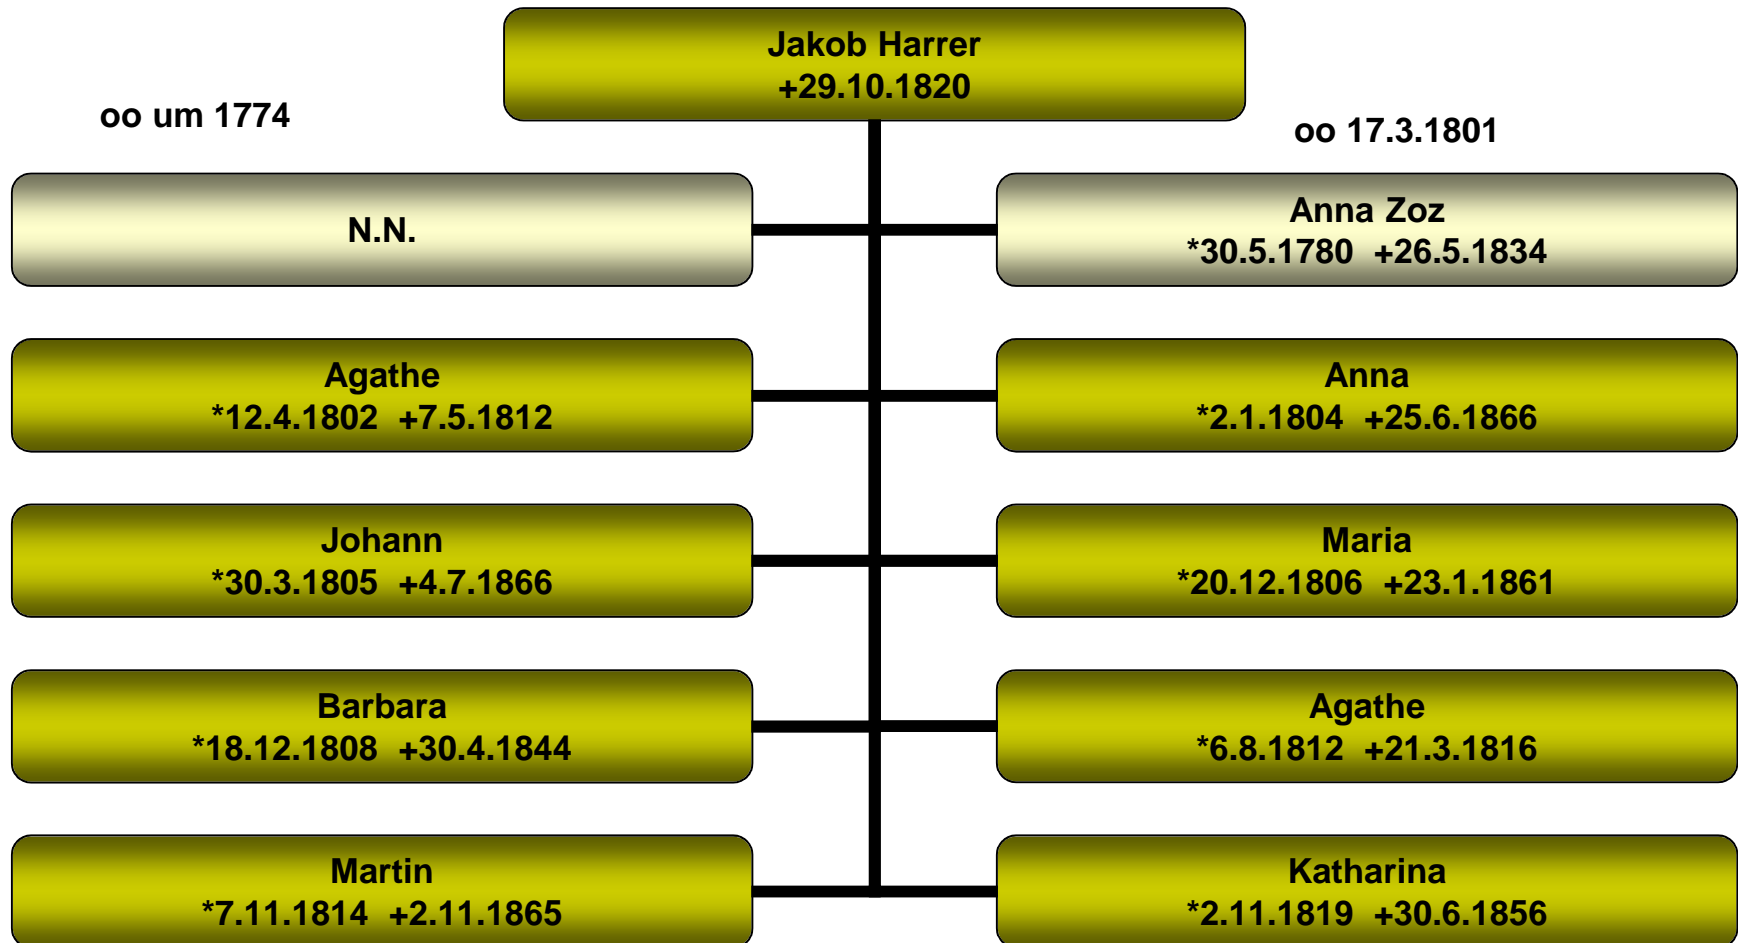 Jakob Harrer
+29.10.1820
oo um 1774
oo 17.3.1801
N.N.
Anna Zoz
*30.5.1780 +26.5.1834
Agathe
*12.4.1802 +7.5.1812
Anna
*2.1.1804 +25.6.1866
Johann
*30.3.1805 +4.7.1866
Maria
*20.12.1806 +23.1.1861
Barbara
*18.12.1808 +30.4.1844
Agathe
*6.8.1812 +21.3.1816
Martin
*7.11.1814 +2.11.1865
Katharina
*2.11.1819 +30.6.1856